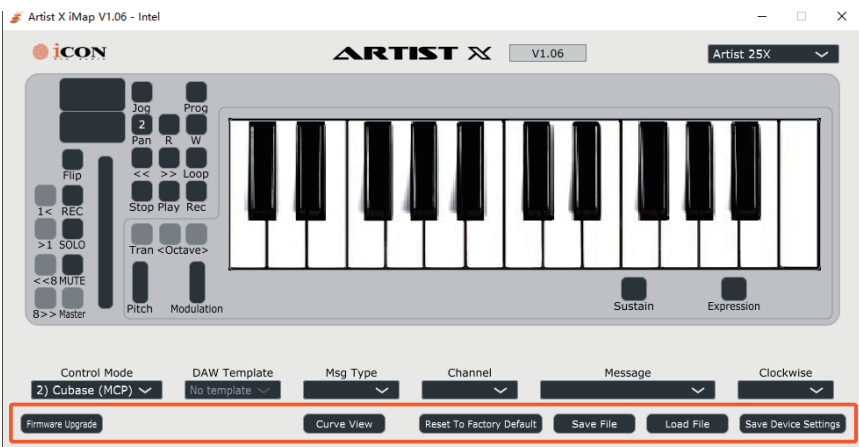 Artist X iMap V1.06 - Intel
iCON
ARTIST X
V1.06
Artist 25X
Jog Prog
2
Pan R W
Flip
<< >> Loop
1< REC
Stop Play Rec
>1 SOLO
Tran <Octave>
<<8 MUTE
8>> Master
Pitch Modulation
Sustain Expression
Control Mode DAW Template Msg Type Channel Message Clockwise
2) Cubase (MCP) No template
Firmware Upgrade Curve View Reset To Factory Default Save File Load File Save Device Settings